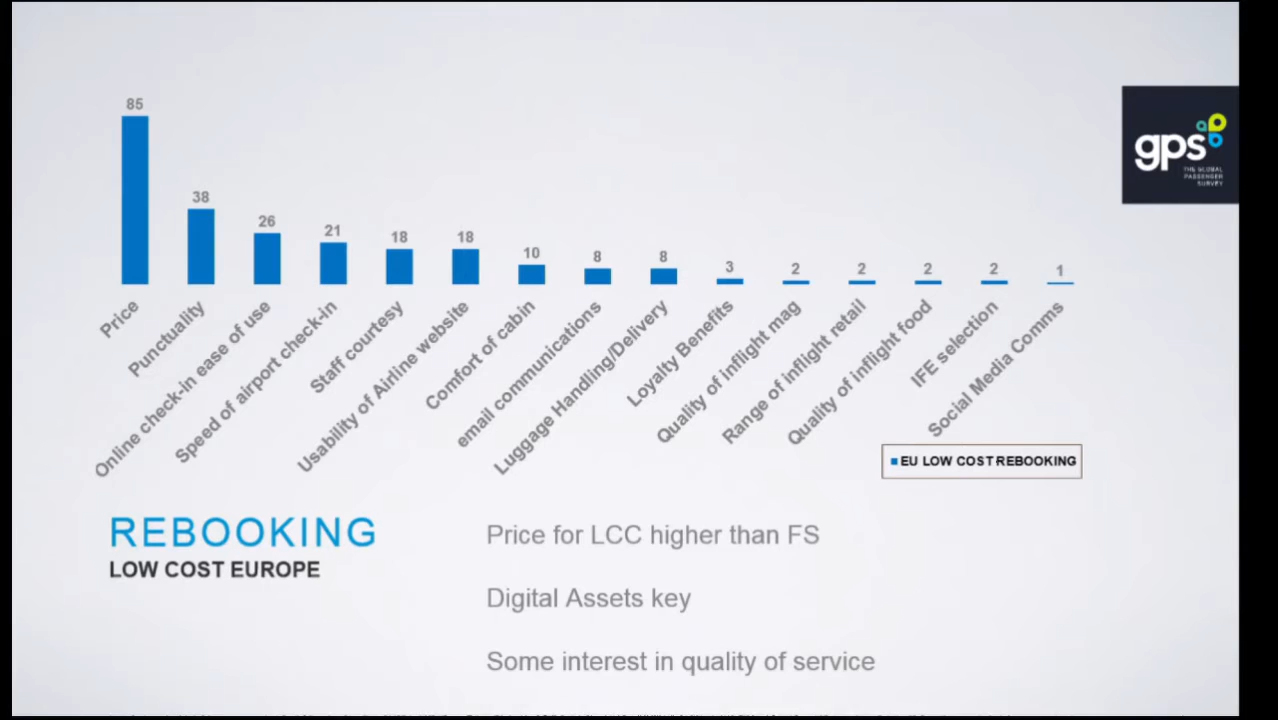 85
38
26
21
18
18
10
8
8
3
2
2
2
2
1
Price
Punctuality
Online check-in ease of use
Speed of airport check-in
Staff courtesy
Usability of Airline website
Comfort of cabin
email communications
Luggage Handling/Delivery
Loyalty Benefits
Quality of inflight mag
Range of inflight retail
Quality of inflight food
IFE selection
Social Media Comms
EU LOW COST REBOOKING
gps
THE GLOBAL
PASSENGER
SURVEY
REBOOKING
LOW COST EUROPE
Price for LCC higher than FS
Digital Assets key
Some interest in quality of service